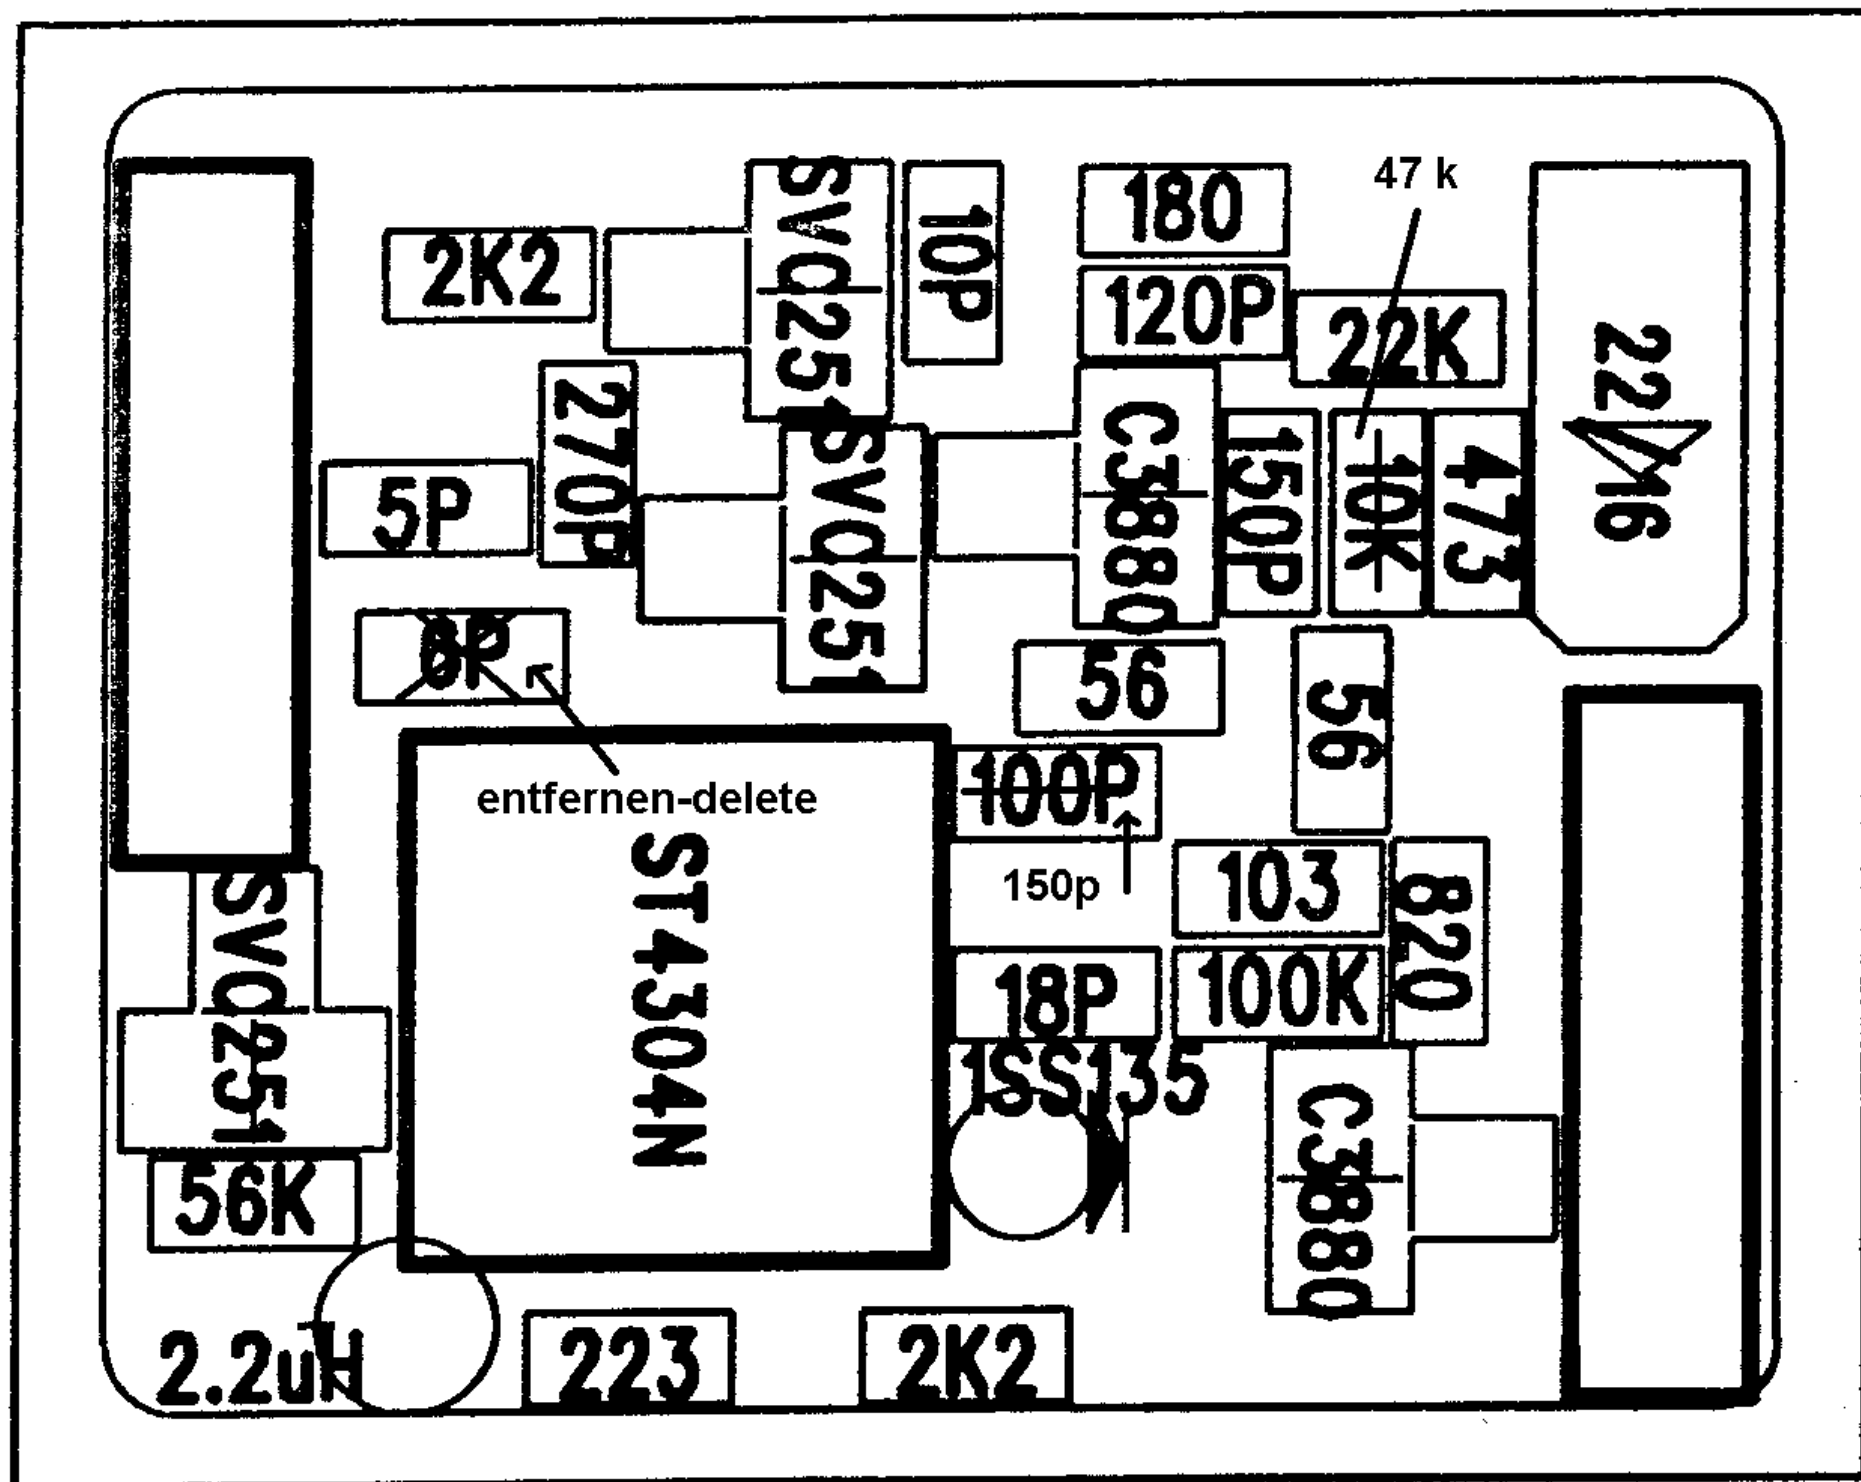 SVC251
10P
180
47 k
2K2
120P
22K
22/16
270P
SVC251
C3880
150P
10K
473
5P
6P
56
56
entfernen-delete
100P
ST4304N
150p
103
820
SVC251
18P
100K
1SS135
C3880
56K
2.2uH
223
2K2